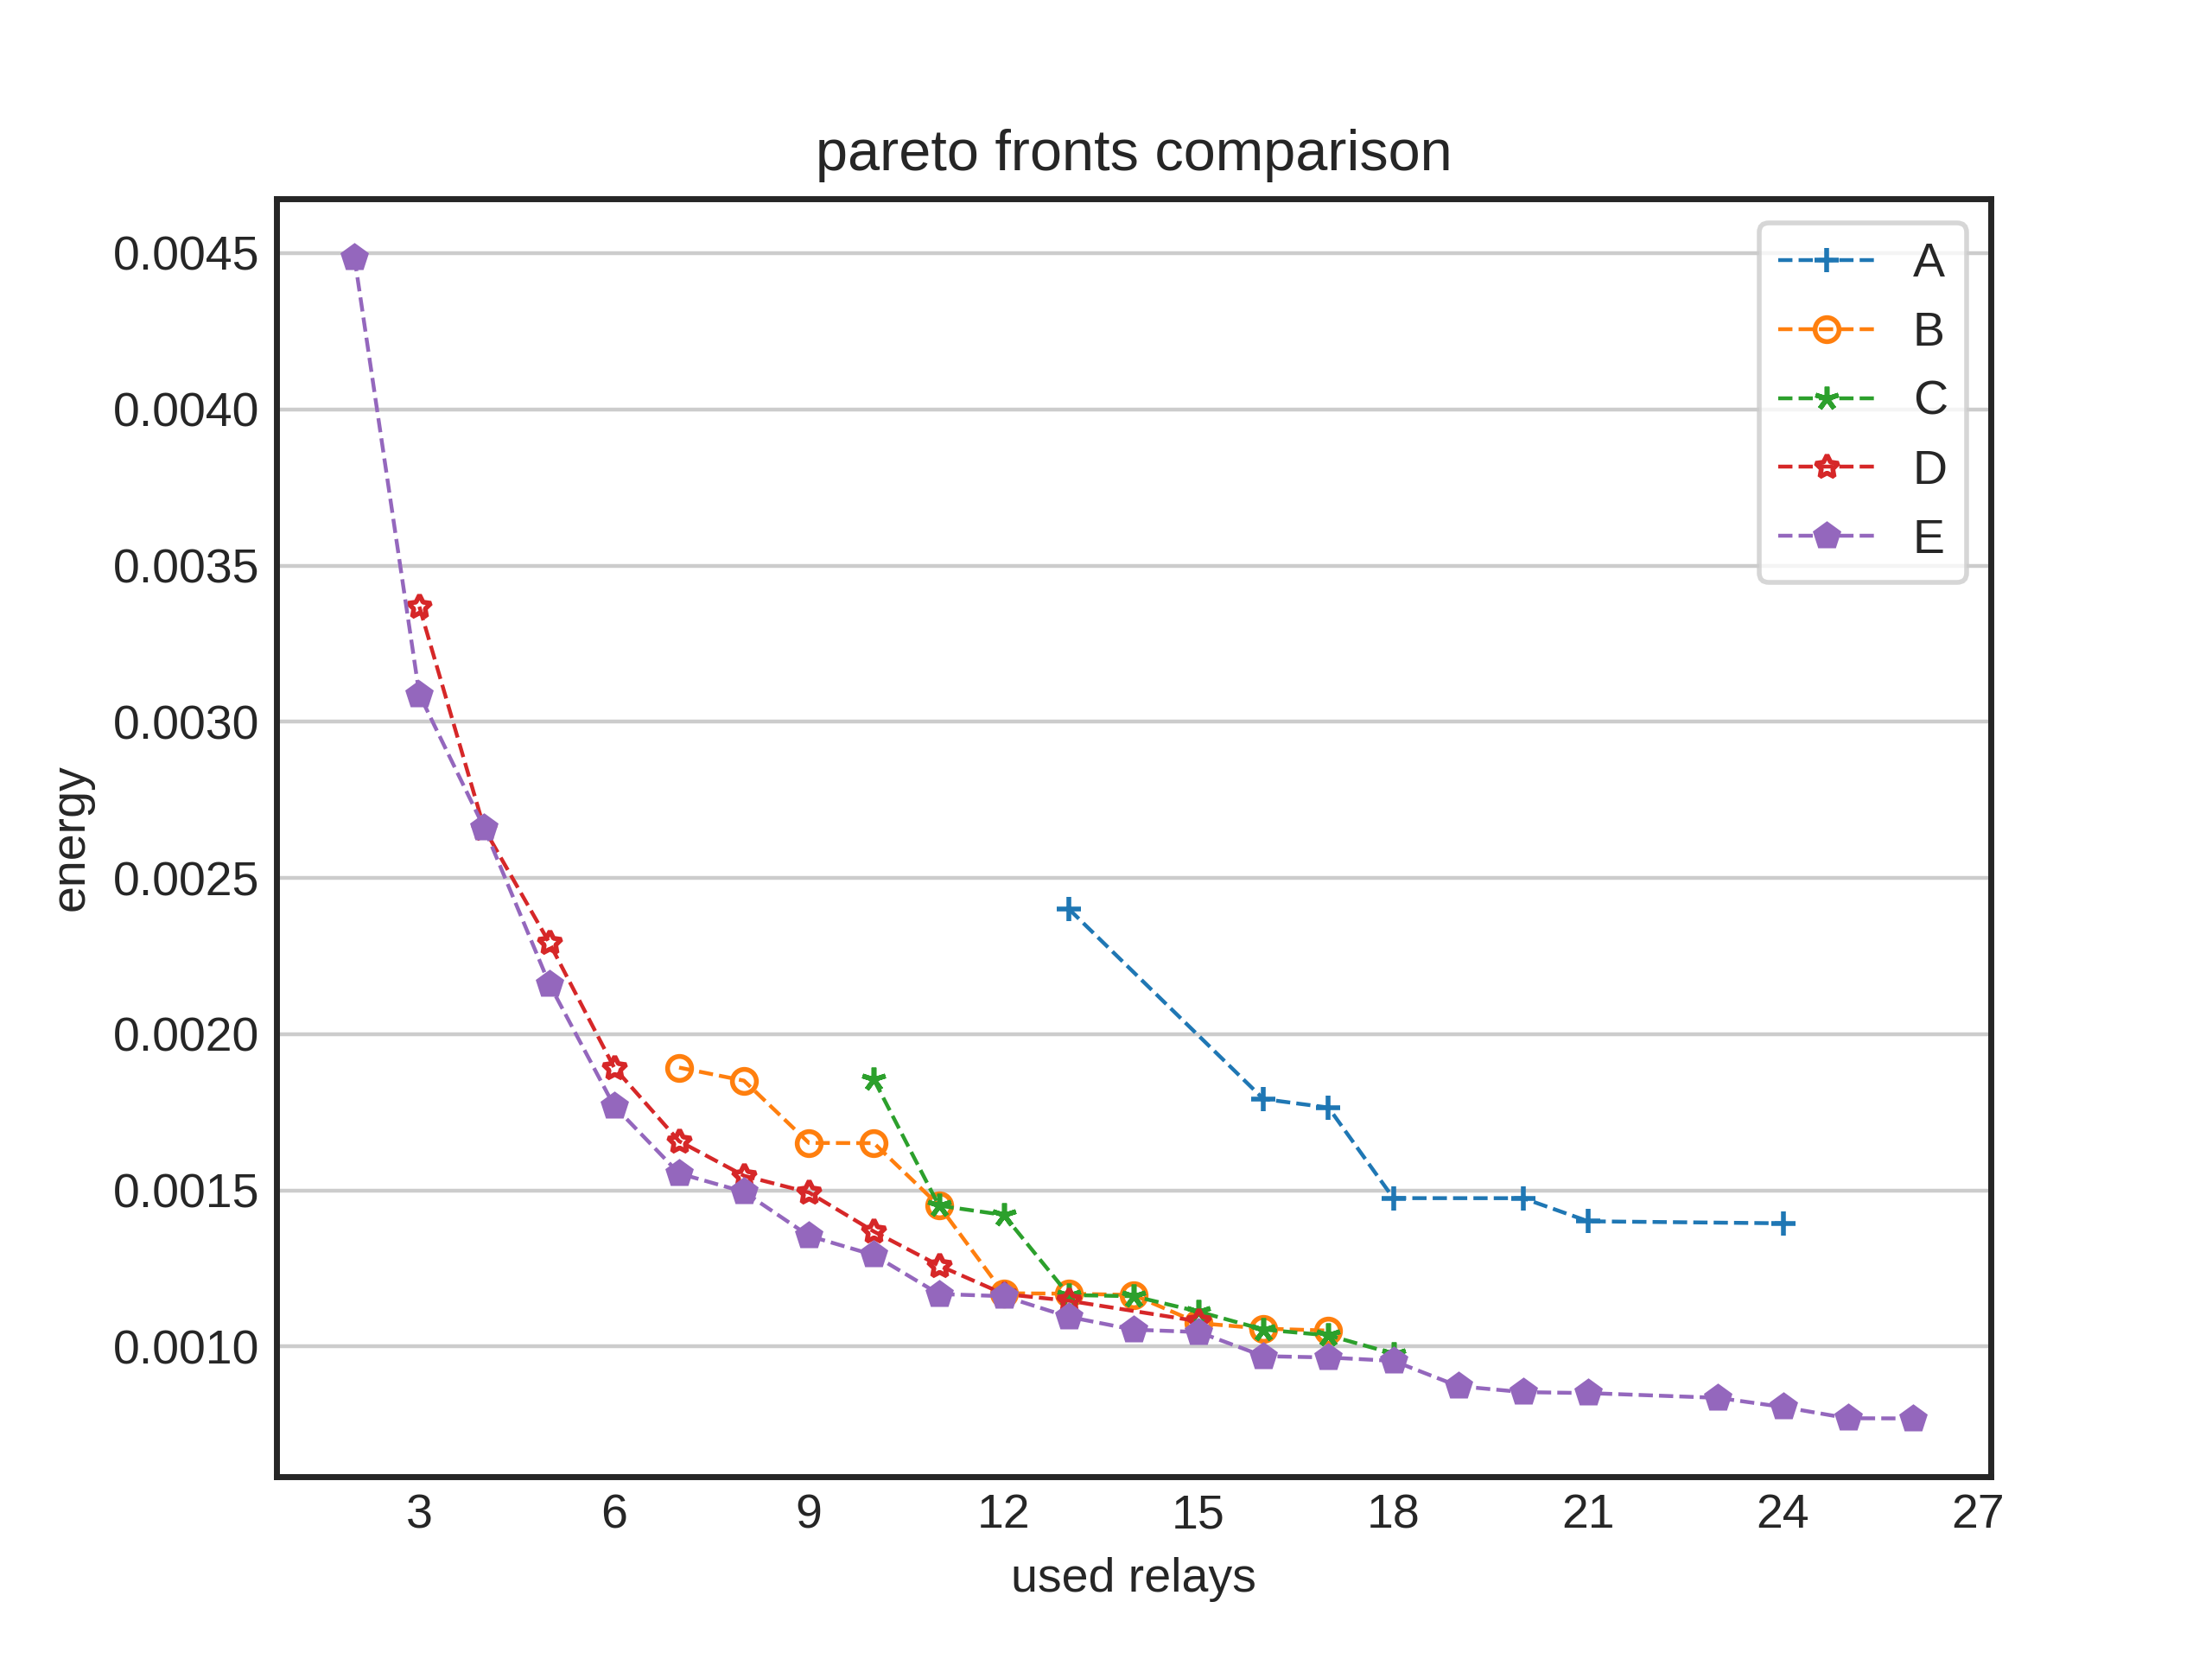 pareto fronts comparison
0.0045
0.0040
0.0035
0.0030
0.0025
0.0020
0.0015
0.0010
energy
A
B
C
D
E
3 6 9 12 15 18 21 24 27
used relays